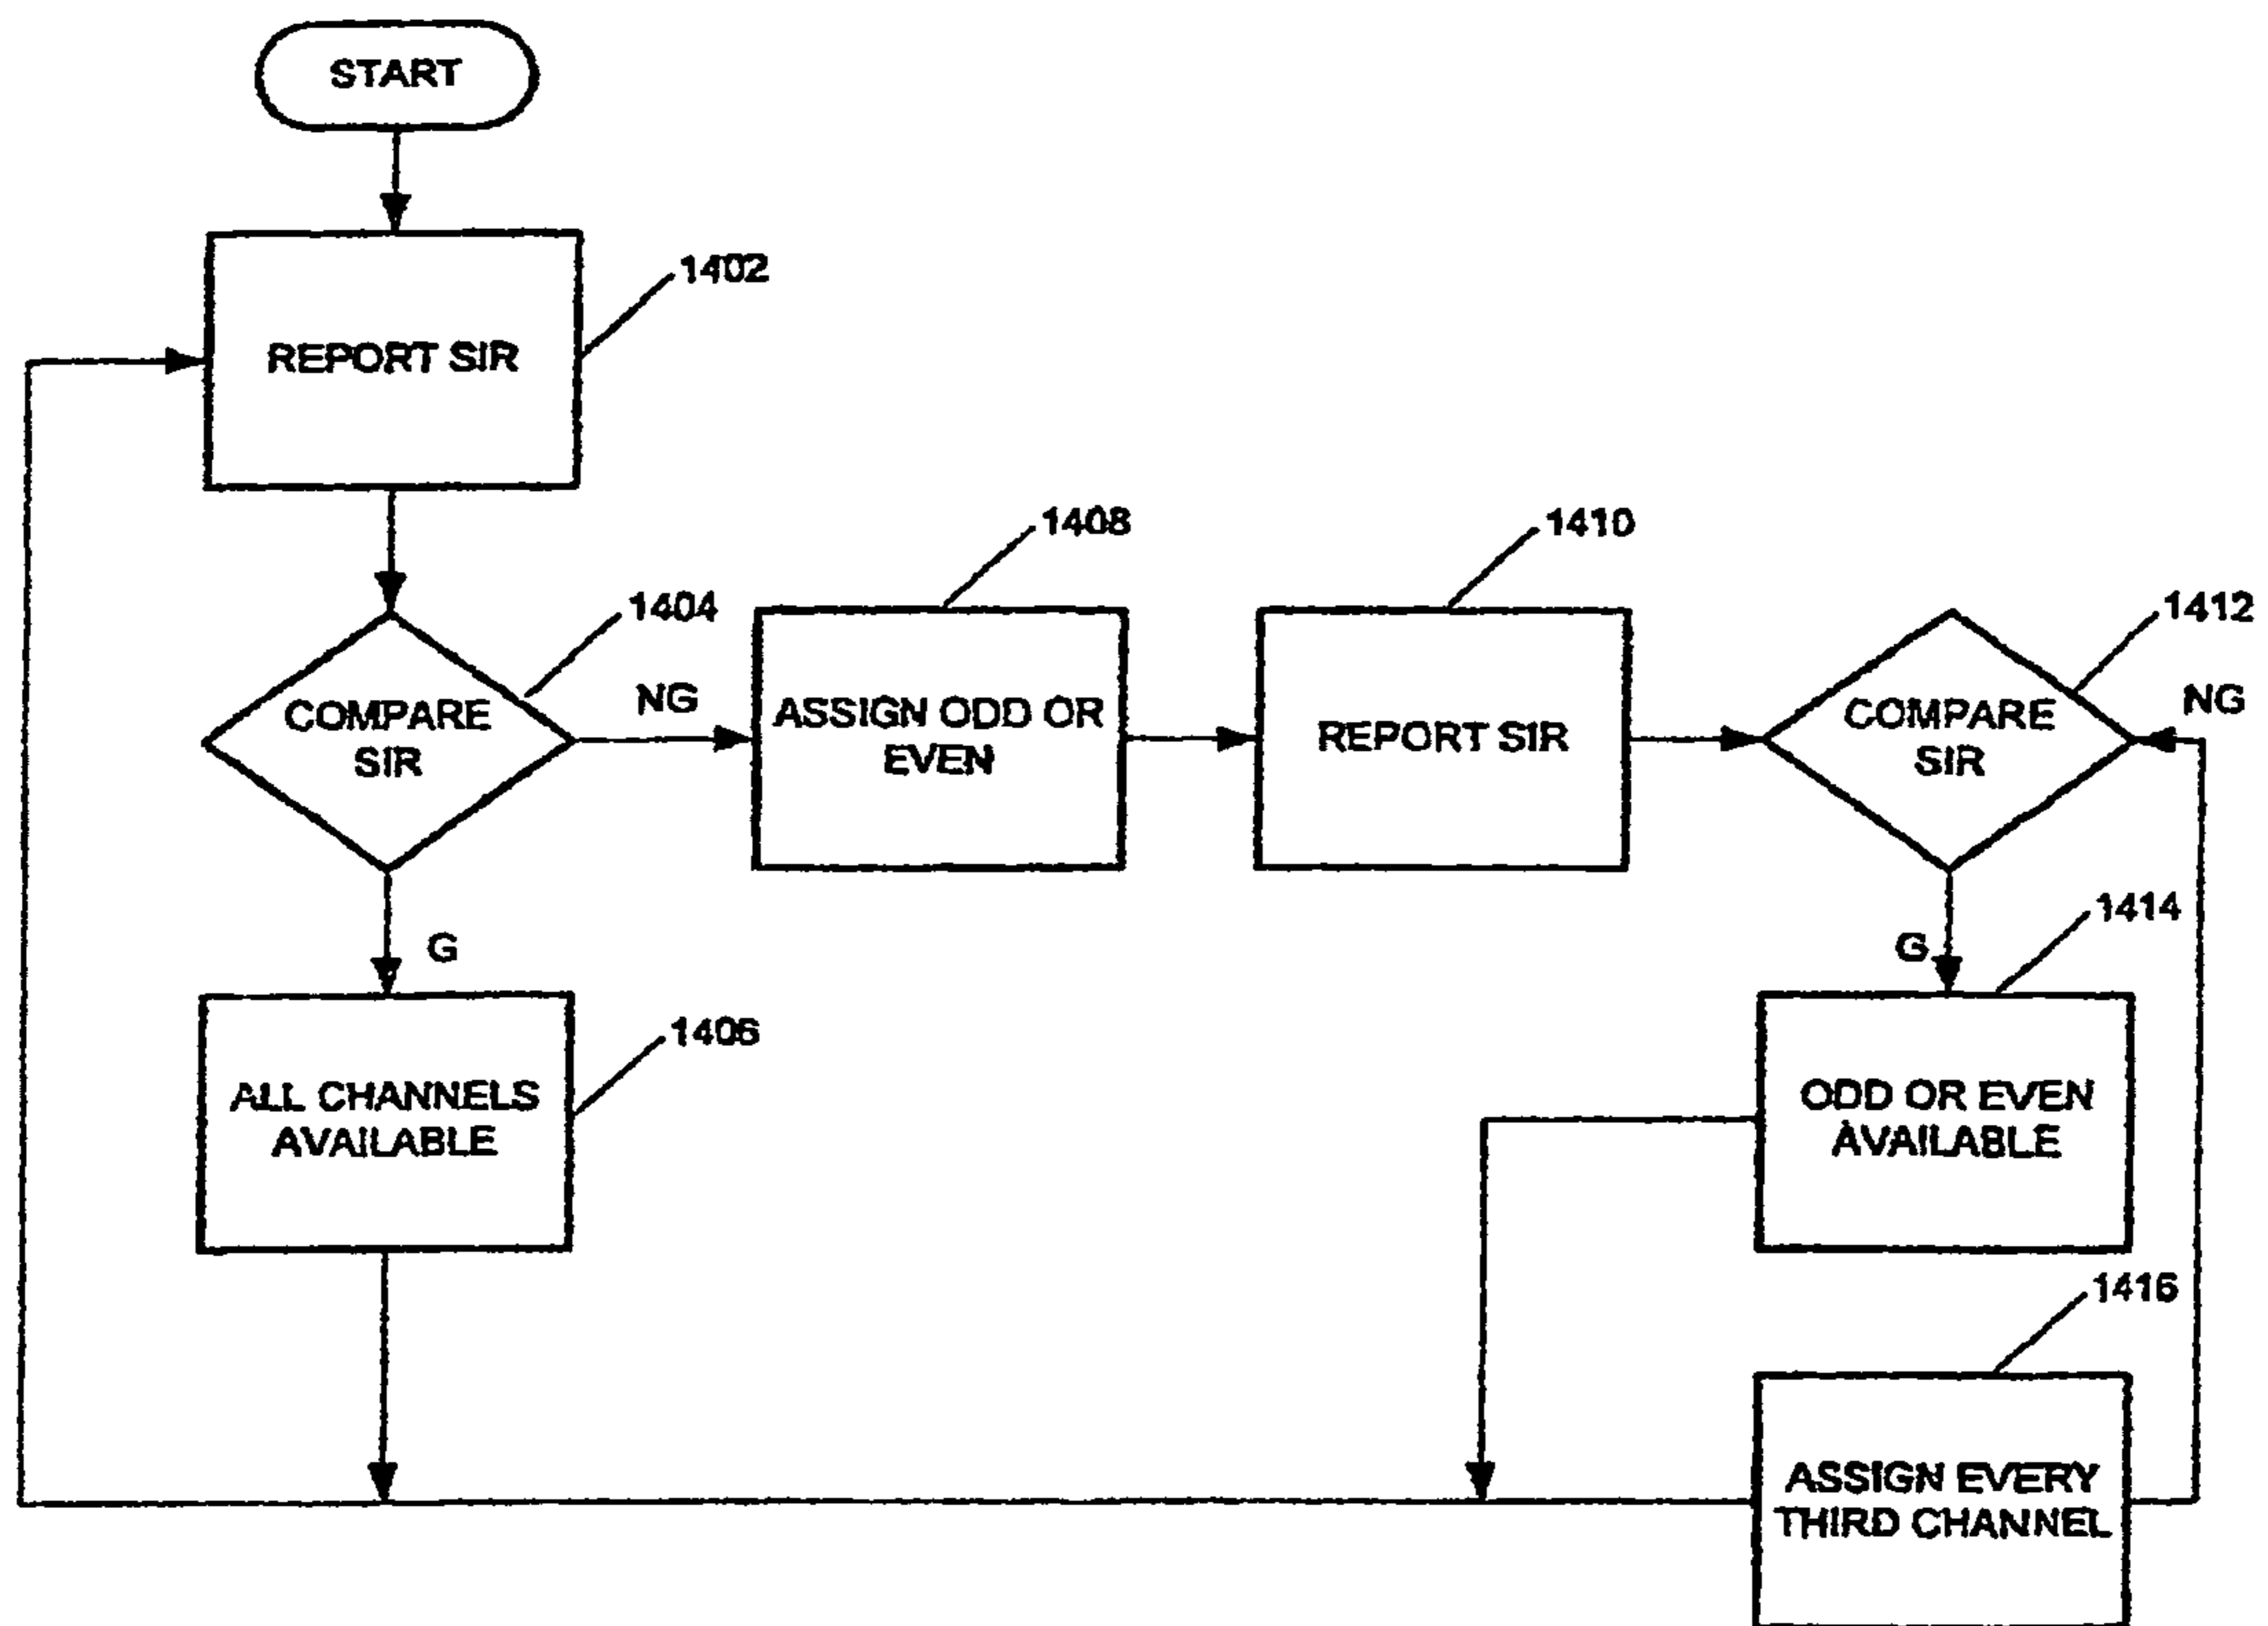 START
1402
REPORT SIR
1404
COMPARE
SIR
NG
G
1406
ALL CHANNELS
AVAILABLE
1408
ASSIGN ODD OR
EVEN
1410
REPORT SIR
1412
COMPARE
SIR
NG
G
1414
ODD OR EVEN
AVAILABLE
1416
ASSIGN EVERY
THIRD CHANNEL